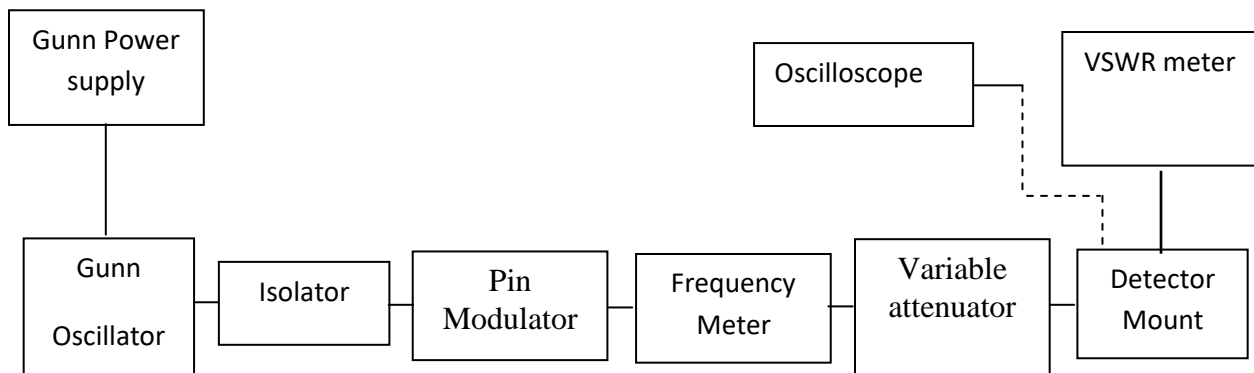 Gunn Power
supply
Oscilloscope
VSWR meter
Gunn
Oscillator
Isolator
Pin
Modulator
Frequency
Meter
Variable
attenuator
Detector
Mount